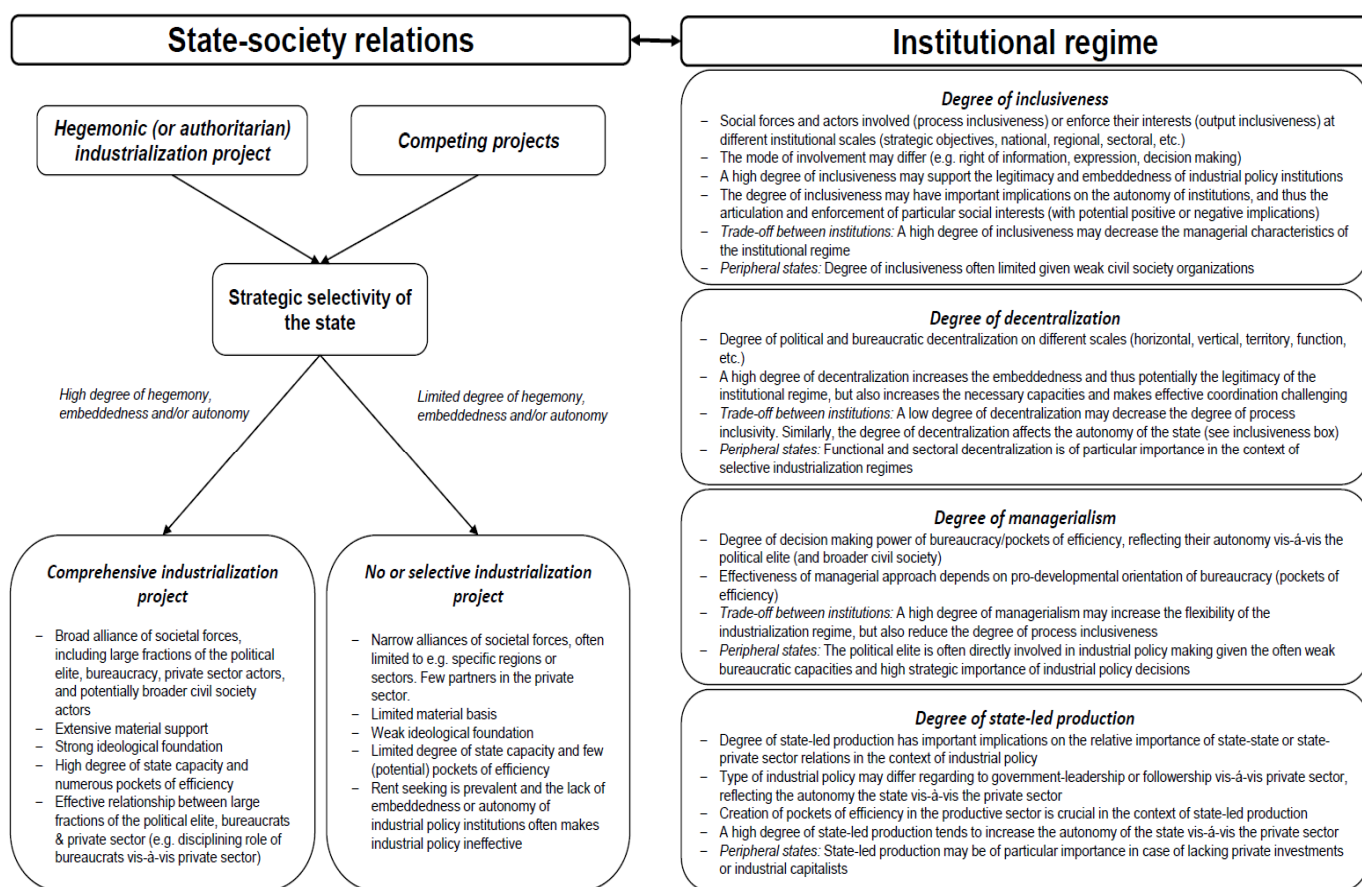 State-society relations
Institutional regime
Hegemonic (or authoritarian)
industrialization project
Competing projects
Strategic selectivity of
the state
High degree of hegemony,
embeddedness and/or autonomy
Limited degree of hegemony,
embeddedness and/or autonomy
Comprehensive industrialization
project
– Broad alliance of societal forces,
including large fractions of the political
elite, bureaucracy, private sector actors,
and potentially broader civil society
actors
– Extensive material support
– Strong ideological foundation
– High degree of state capacity and
numerous pockets of efficiency
– Effective relationship between large
fractions of the political elite, bureaucrats
& private sector (e.g. disciplining role of
bureaucrats vis-à-vis private sector)
No or selective industrialization
project
– Narrow alliances of societal forces, often
limited to e.g. specific regions or
sectors. Few partners in the private
sector.
– Limited material basis
– Weak ideological foundation
– Limited degree of state capacity and few
(potential) pockets of efficiency
– Rent seeking is prevalent and the lack of
embeddedness or autonomy of
industrial policy institutions often makes
industrial policy ineffective
Degree of inclusiveness
– Social forces and actors involved (process inclusiveness) or enforce their interests (output inclusiveness) at
different institutional scales (strategic objectives, national, regional, sectoral, etc.)
– The mode of involvement may differ (e.g. right of information, expression, decision making)
– A high degree of inclusiveness may support the legitimacy and embeddedness of industrial policy institutions
– The degree of inclusiveness may have important implications on the autonomy of institutions, and thus the
articulation and enforcement of particular social interests (with potential positive or negative implications)
– Trade-off between institutions: A high degree of inclusiveness may decrease the managerial characteristics of
the institutional regime
– Peripheral states: Degree of inclusiveness often limited given weak civil society organizations
Degree of decentralization
– Degree of political and bureaucratic decentralization on different scales (horizontal, vertical, territory, function,
etc.)
– A high degree of decentralization increases the embeddedness and thus potentially the legitimacy of the
institutional regime, but also increases the necessary capacities and makes effective coordination challenging
– Trade-off between institutions: A low degree of decentralization may decrease the degree of process
inclusivity. Similarly, the degree of decentralization affects the autonomy of the state (see inclusiveness box)
– Peripheral states: Functional and sectoral decentralization is of particular importance in the context of
selective industrialization regimes
Degree of managerialism
– Degree of decision making power of bureaucracy/pockets of efficiency, reflecting their autonomy vis-á-vis the
political elite (and broader civil society)
– Effectiveness of managerial approach depends on pro-developmental orientation of bureaucracy (pockets of
efficiency)
– Trade-off between institutions: A high degree of managerialism may increase the flexibility of the
industrialization regime, but also reduce the degree of process inclusiveness
– Peripheral states: The political elite is often directly involved in industrial policy making given the often weak
bureaucratic capacities and high strategic importance of industrial policy decisions
Degree of state-led production
– Degree of state-led production has important implications on the relative importance of state-state or state-
private sector relations in the context of industrial policy
– Type of industrial policy may differ regarding to government-leadership or followership vis-á-vis private sector,
reflecting the autonomy the state vis-à-vis the private sector
– Creation of pockets of efficiency in the productive sector is crucial in the context of state-led production
– A high degree of state-led production tends to increase the autonomy of the state vis-á-vis the private sector
– Peripheral states: State-led production may be of particular importance in case of lacking private investments
or industrial capitalists